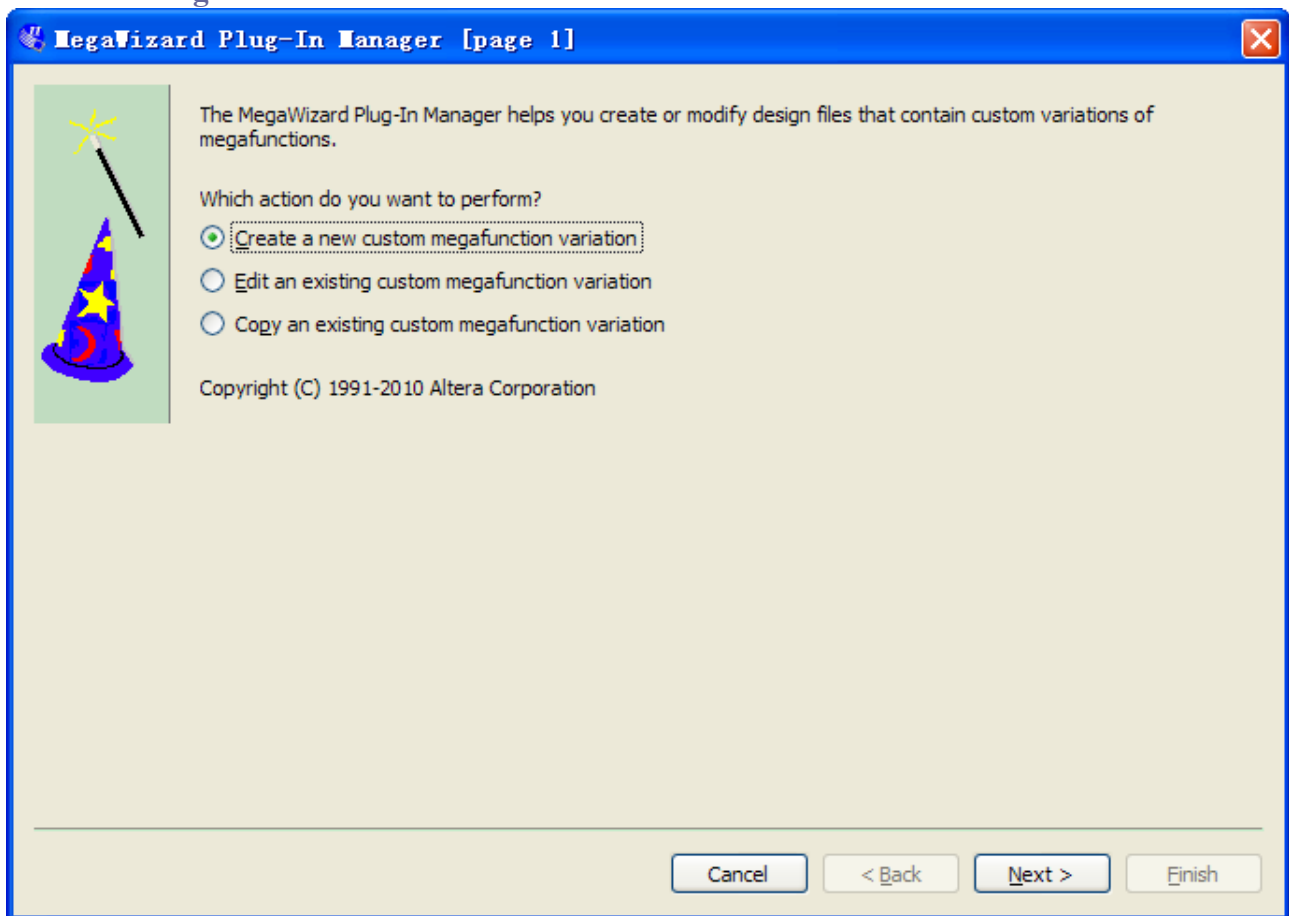 MegaWizard Plug-In Manager [page 1]
The MegaWizard Plug-In Manager helps you create or modify design files that contain custom variations of
megafunctions.
Which action do you want to perform?
Create a new custom megafunction variation
Edit an existing custom megafunction variation
Copy an existing custom megafunction variation
Copyright (C) 1991-2010 Altera Corporation
Cancel
< Back
Next >
Finish